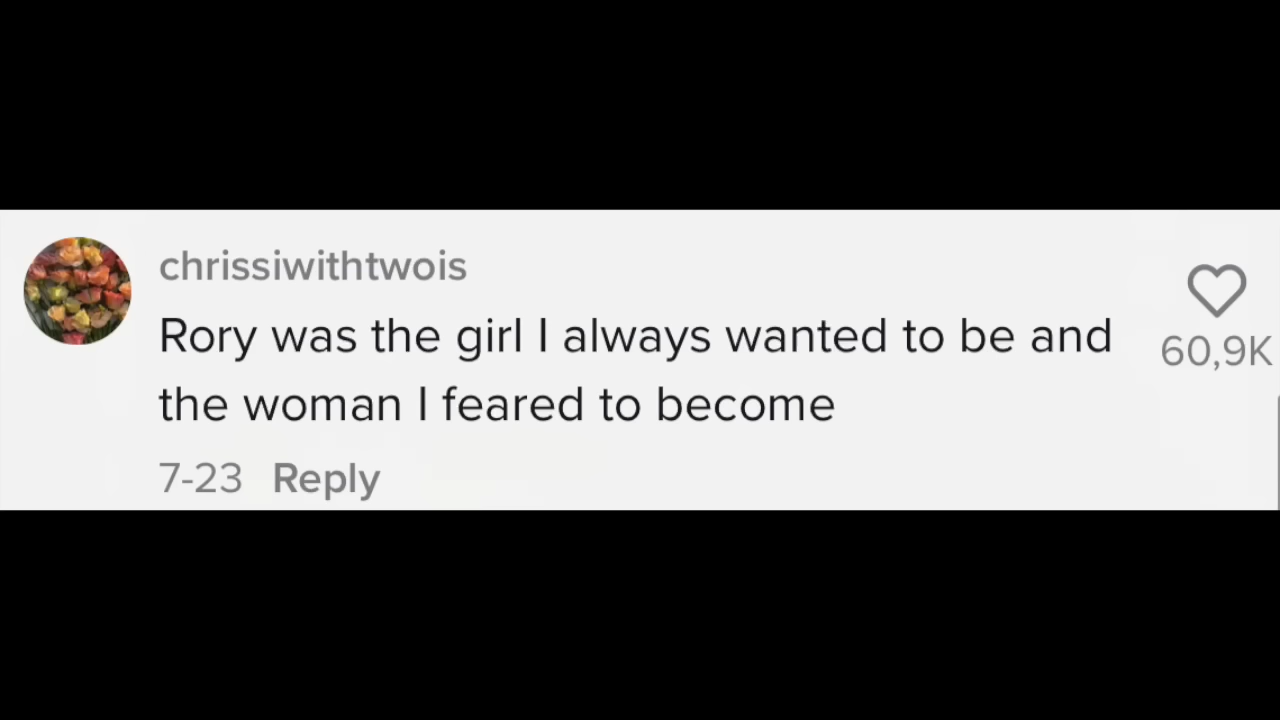 chrissiwithtwois
Rory was the girl I always wanted to be and
60,9K
the woman I feared to become
7-23 Reply